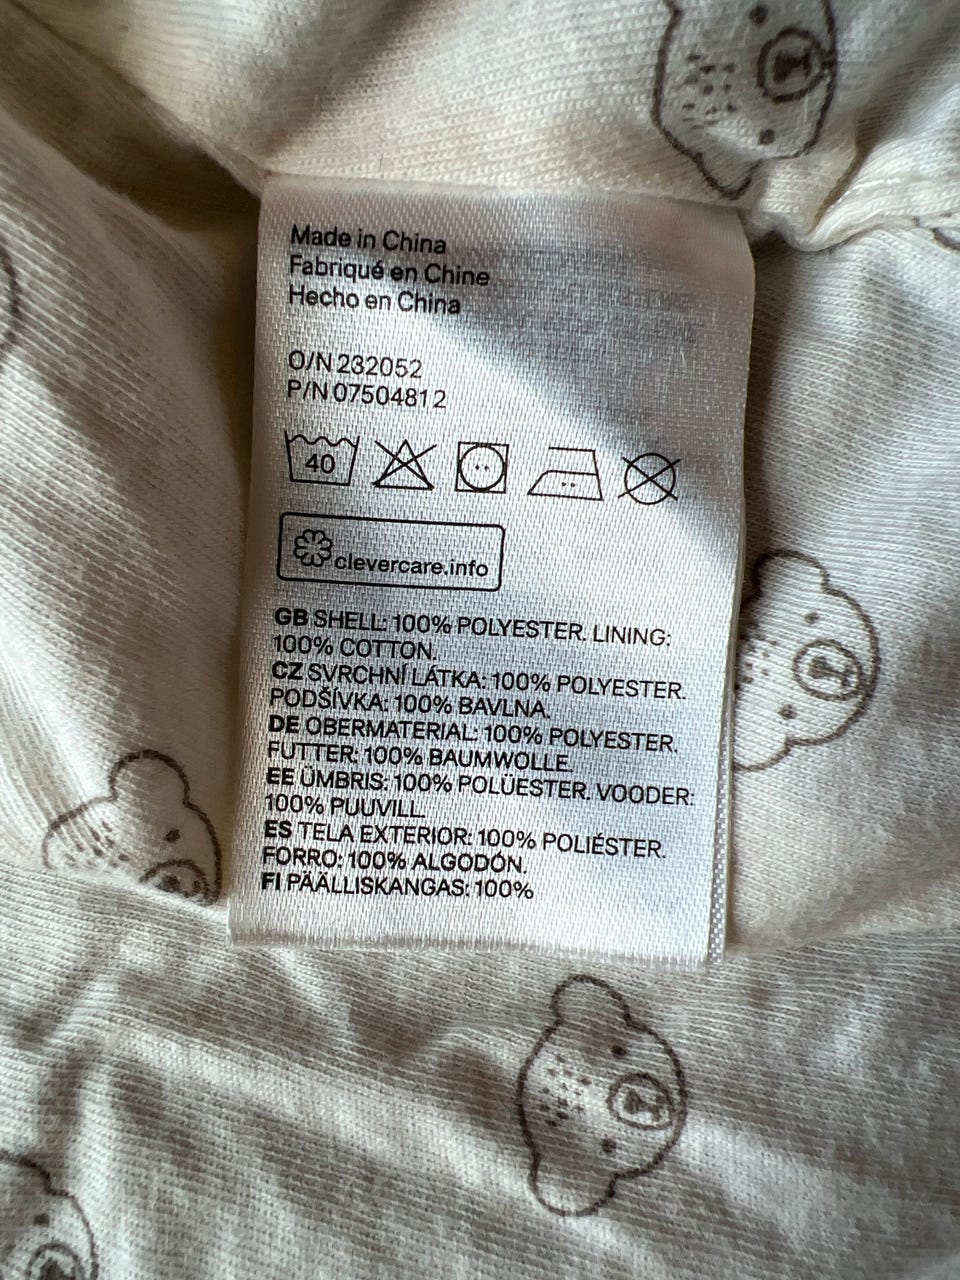 Made in China
Fabriqué en Chine
Hecho en China
O/N 232052
P/N 07504812
40
clevercare.info
GB SHELL: 100% POLYESTER. LINING:
100% COTTON.
CZ SVRCHNÍ LÁTKA: 100% POLYESTER.
PODŠÍVKA: 100% BAVLNA.
DE OBERMATERIAL: 100% POLYESTER.
FUTTER: 100% BAUMWOLLE.
EE ÜMBRIS: 100% POLÜESTER. VOODER:
100% PUUVILL.
ES TELA EXTERIOR: 100% POLIÉSTER.
FORRO: 100% ALGODÓN.
FI PÄÄLLISKANGAS: 100%